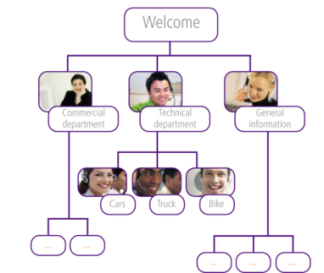 Welcome
Commercial
department
Technical
department
General
information
Cars
Truck
Bike
...
...
...
...
...